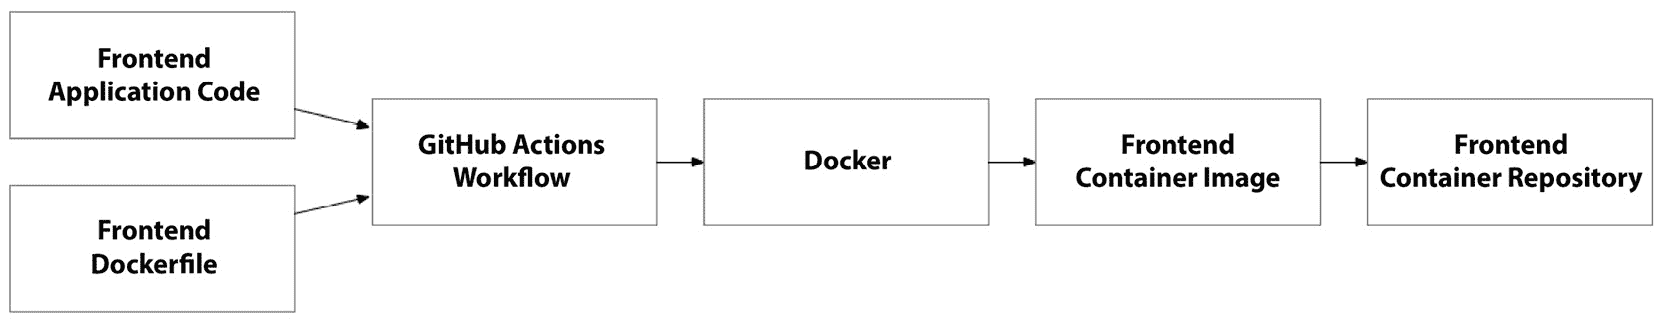 Frontend
Application Code
Frontend
Dockerfile
GitHub Actions
Workflow
Docker
Frontend
Container Image
Frontend
Container Repository